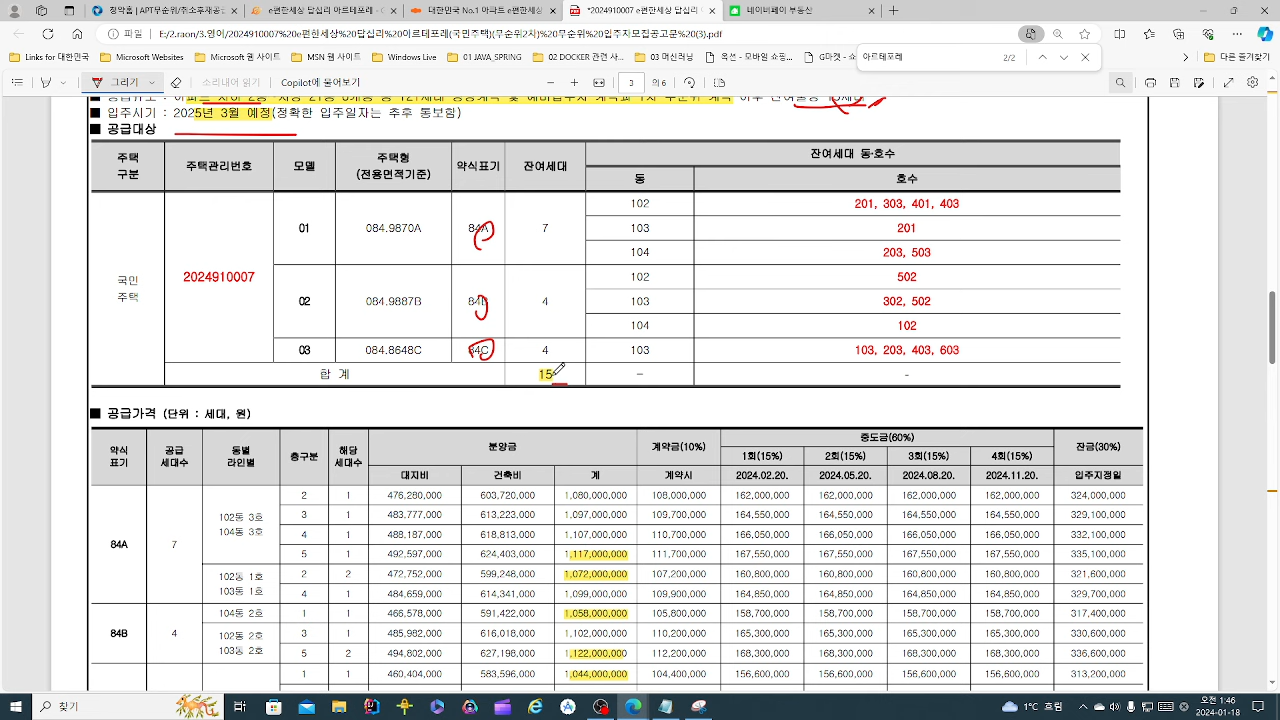 청약홈 | APT무순위/취소후재공급
e편한세상 답십리 아르테포레 -
대한민국 No.1 아파트 e편한세
*2024910007 e편한세상 답십리
네이버페이 부동산
파일 E:/2.ron/3.영어/2024910007%20e편한세상%20답십리%20아르테포레(국민주택)(무순위2차)%20무순위%20입주자모집공고문%20(3).pdf
아르테포레 2/2
Links 이동 대한민국 Microsoft 웹 사이트 Microsoft 웹 사이트 MSN 웹 사이트 Windows Live 01 JAVA,SPRING 02 DOCKER 관련 사... 03 머신러닝 옥션 - 모바일 쇼핑은... G마켓 - 쇼핑을 다... 다른 즐겨찾기
그리기 소리내어 읽기 Copilot에 물어보기 3 의 6
■ 입주시기 : 2025년 3월 예정(정확한 입주일자는 추후 통보함)
■ 공급대상
주택 구분 주택관리번호 모델 주택형 (전용면적기준) 약식표기 잔여세대 잔여세대 동·호수
동 호수
국민 주택 2024910007 01 084.9870A 84A 7 102 201, 303, 401, 403
103 201
104 203, 503
02 084.9887B 84B 4 102 502
103 302, 502
104 102
03 084.8648C 84C 4 103 103, 203, 403, 603
합 계 15 - -
■ 공급가격 (단위 : 세대, 원)
약식 표기 공급 세대수 동별 라인별 층구분 해당 세대수 분양금 계약금(10%) 중도금(60%) 잔금(30%)
1회(15%) 2회(15%) 3회(15%) 4회(15%)
대지비 건축비 계 계약시 2024.02.20. 2024.05.20. 2024.08.20. 2024.11.20. 입주지정일
84A 7 102동 3호 104동 3호 2 1 476,280,000 603,720,000 1,080,000,000 108,000,000 162,000,000 162,000,000 162,000,000 162,000,000 324,000,000
3 1 483,777,000 613,223,000 1,097,000,000 109,700,000 164,550,000 164,550,000 164,550,000 164,550,000 329,100,000
4 1 488,187,000 618,813,000 1,107,000,000 110,700,000 166,050,000 166,050,000 166,050,000 166,050,000 332,100,000
5 1 492,597,000 624,403,000 1,117,000,000 111,700,000 167,550,000 167,550,000 167,550,000 167,550,000 335,100,000
102동 1호 103동 1호 2 2 472,752,000 599,248,000 1,072,000,000 107,200,000 160,800,000 160,800,000 160,800,000 160,800,000 321,600,000
4 1 484,659,000 614,341,000 1,099,000,000 109,900,000 164,850,000 164,850,000 164,850,000 164,850,000 329,700,000
84B 4 104동 2호 1 1 466,578,000 591,422,000 1,058,000,000 105,800,000 158,700,000 158,700,000 158,700,000 158,700,000 317,400,000
102동 2호 103동 2호 3 1 485,982,000 616,018,000 1,102,000,000 110,200,000 165,300,000 165,300,000 165,300,000 165,300,000 330,600,000
5 2 494,802,000 627,198,000 1,122,000,000 112,200,000 168,300,000 168,300,000 168,300,000 168,300,000 336,600,000
1 1 460,404,000 583,596,000 1,044,000,000 104,400,000 156,600,000 156,600,000 156,600,000 156,600,000 313,200,000
찾기 1°C 흐림 오전 1:46
2024-01-19